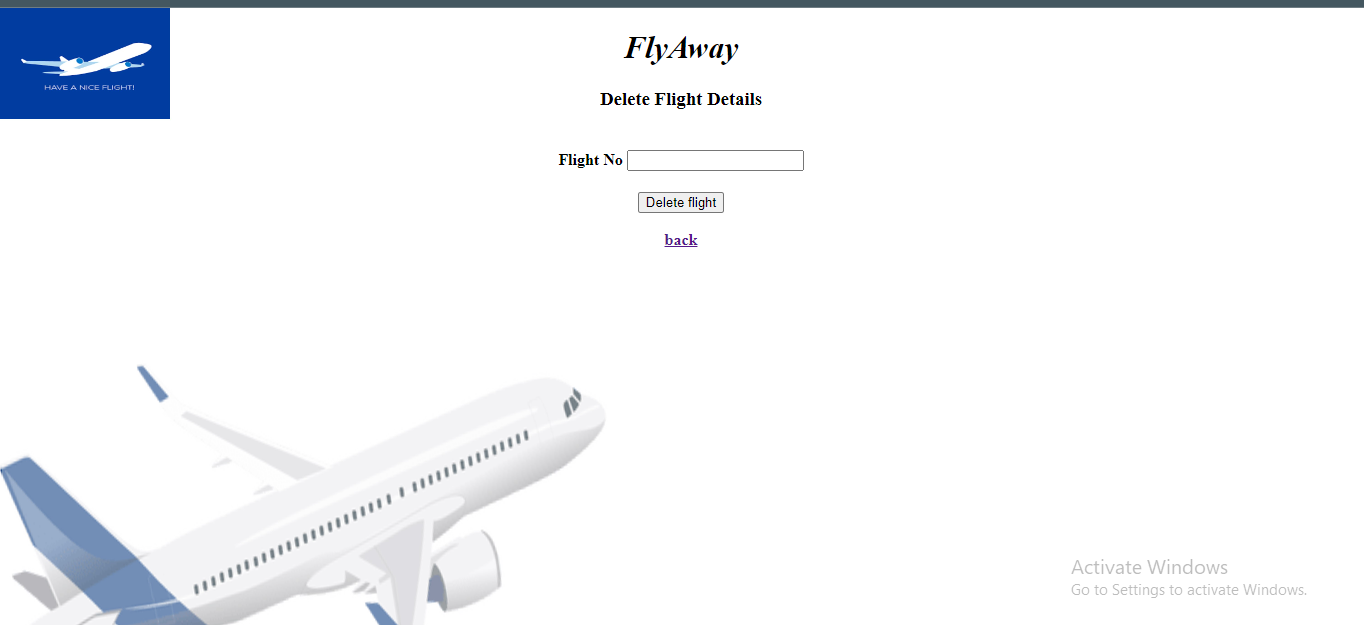 HAVE A NICE FLIGHT!
FlyAway
Delete Flight Details
Flight No
Delete flight
back
Activate Windows
Go to Settings to activate Windows.